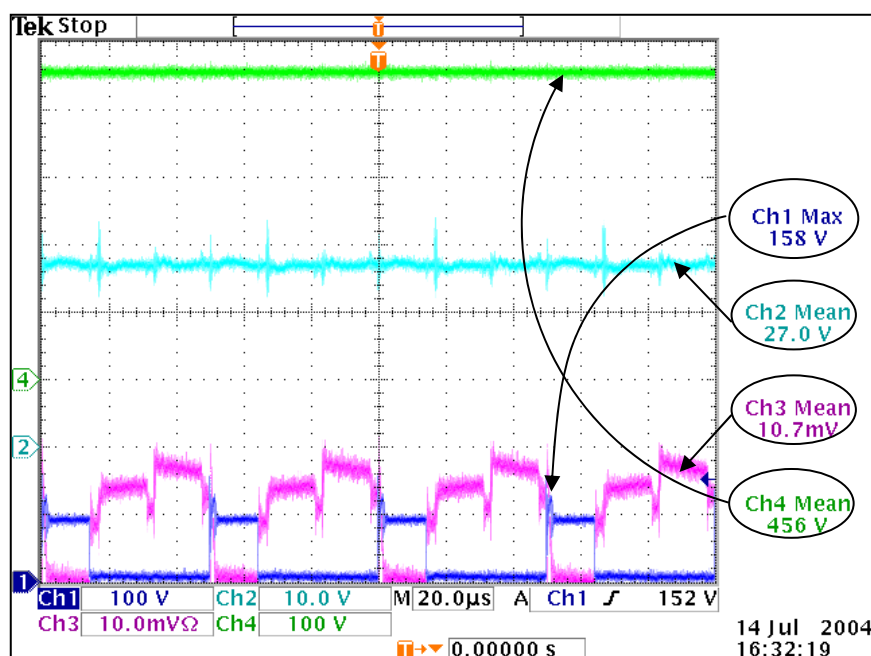 Tek Stop
T
T
Ch1 Max
158 V
Ch2 Mean
27.0 V
4
Ch3 Mean
10.7mV
2
Ch4 Mean
456 V
1
Ch1 100 V Ch2 10.0 V M 20.0µs A Ch1 ƒ 152 V
Ch3 10.0mVΩ Ch4 100 V
T→▼ 0.00000 s
14 Jul 2004
16:32:19